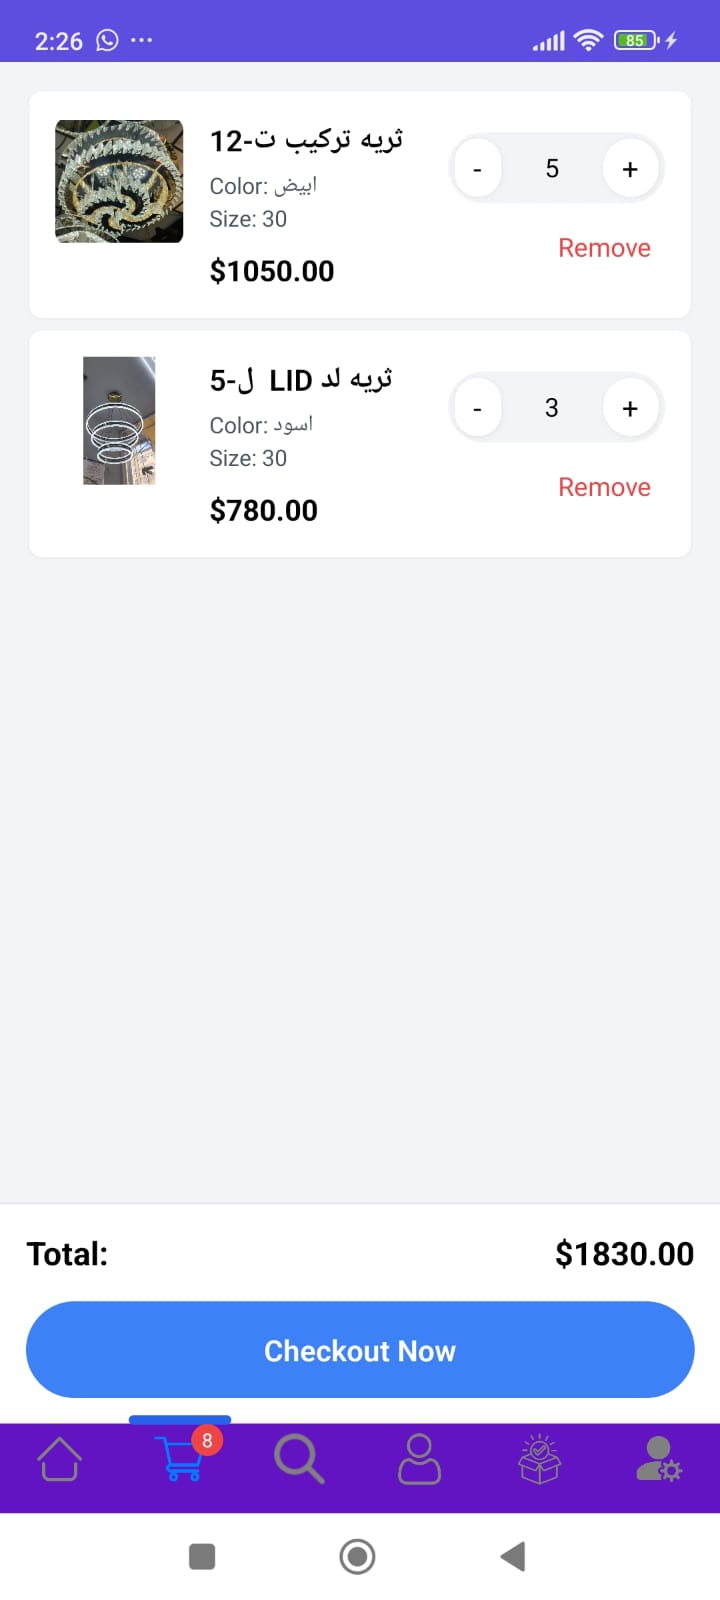 2:26
85
ثريه تركيب ت-12
Color: ابيض
Size: 30
$1050.00
- 5 +
Remove
ثريه لد LID ل-5
Color: اسود
Size: 30
$780.00
- 3 +
Remove
Total: $1830.00
Checkout Now
8